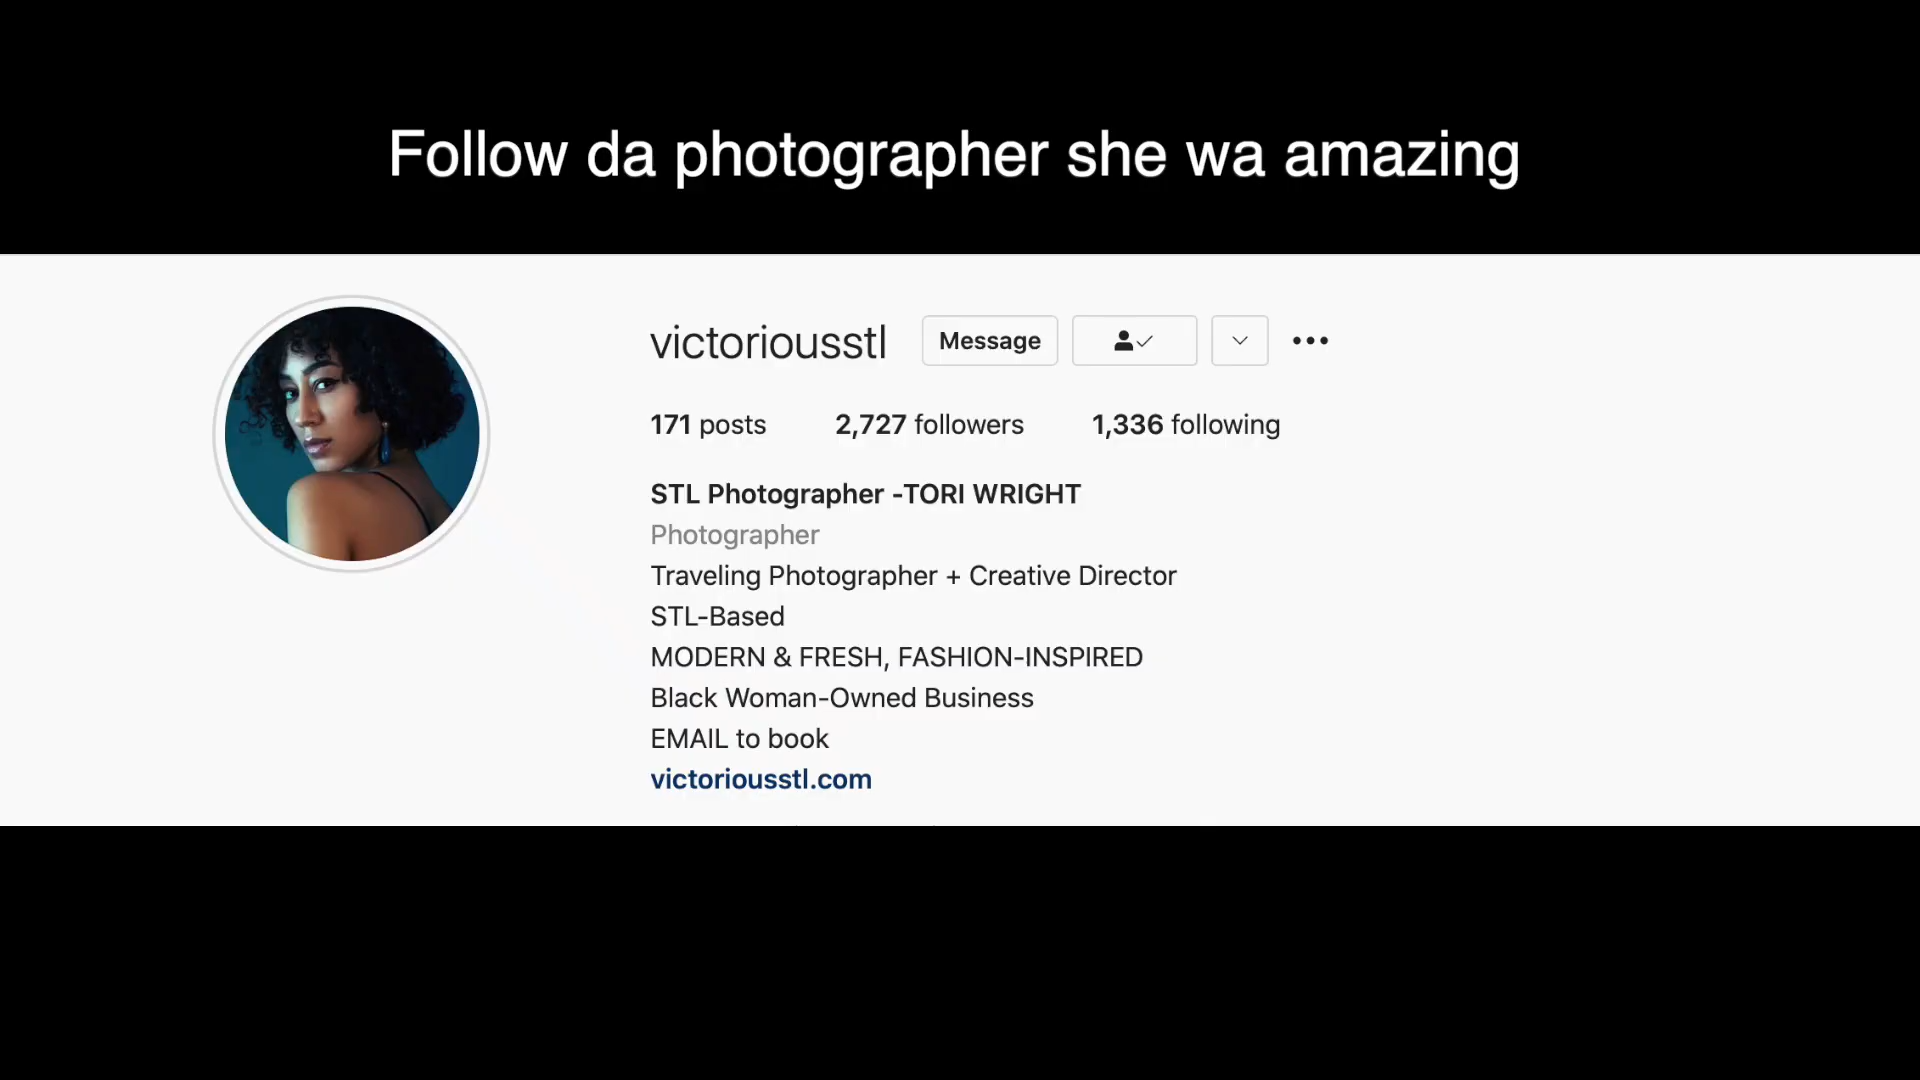 Follow da photographer she wa amazing
victoriousstl Message
171 posts 2,727 followers 1,336 following
STL Photographer -TORI WRIGHT
Photographer
Traveling Photographer + Creative Director
STL-Based
MODERN & FRESH, FASHION-INSPIRED
Black Woman-Owned Business
EMAIL to book
victoriousstl.com